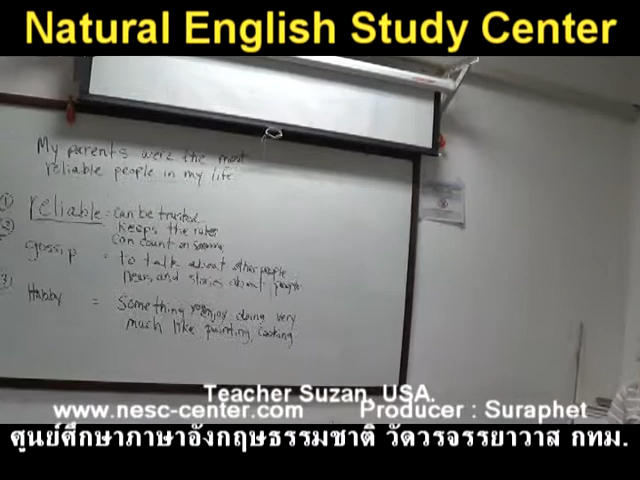 Natural English Study Center
My parents were the most
reliable people in my life.
① reliable = can be trusted
keeps the rules
can count on someone
② gossip = to talk about other people
news and stories about people
Hobby = Something you enjoy doing very
much like painting, cooking
Teacher Suzan, USA.
www.nesc-center.com Producer : Suraphet
ศูนย์ศึกษาภาษาอังกฤษธรรมชาติ วัดวรจรรยาวาส กทม.